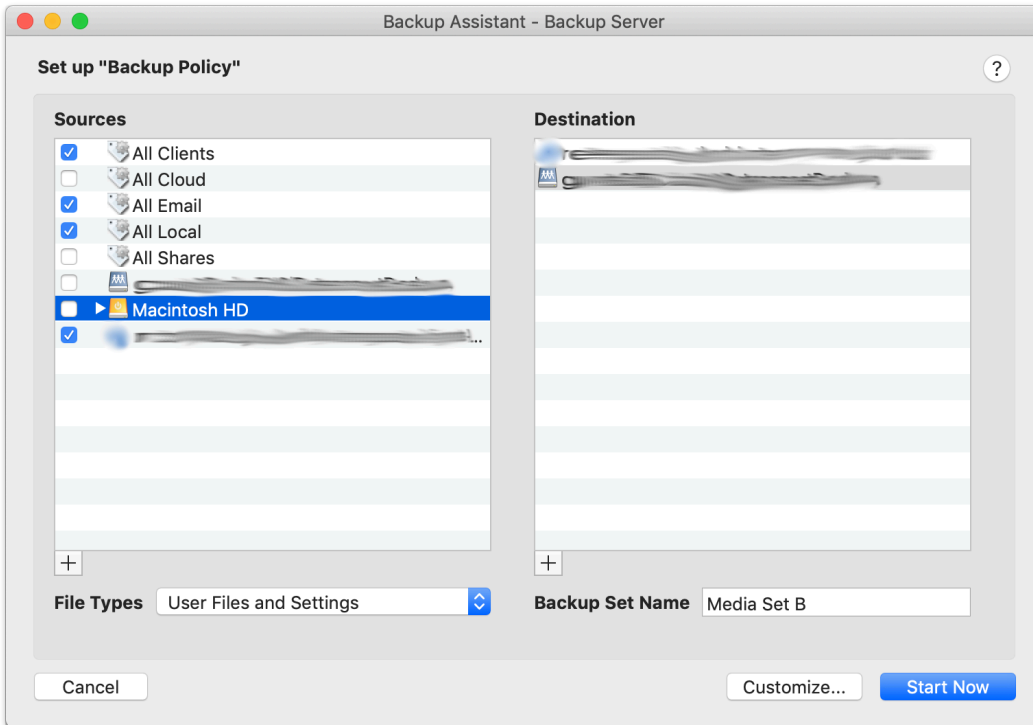 Backup Assistant - Backup Server
Set up "Backup Policy"
?
Sources
All Clients
All Cloud
All Email
All Local
All Shares
Macintosh HD
...
+
File Types User Files and Settings
Destination
+
Backup Set Name Media Set B
Cancel
Customize...
Start Now